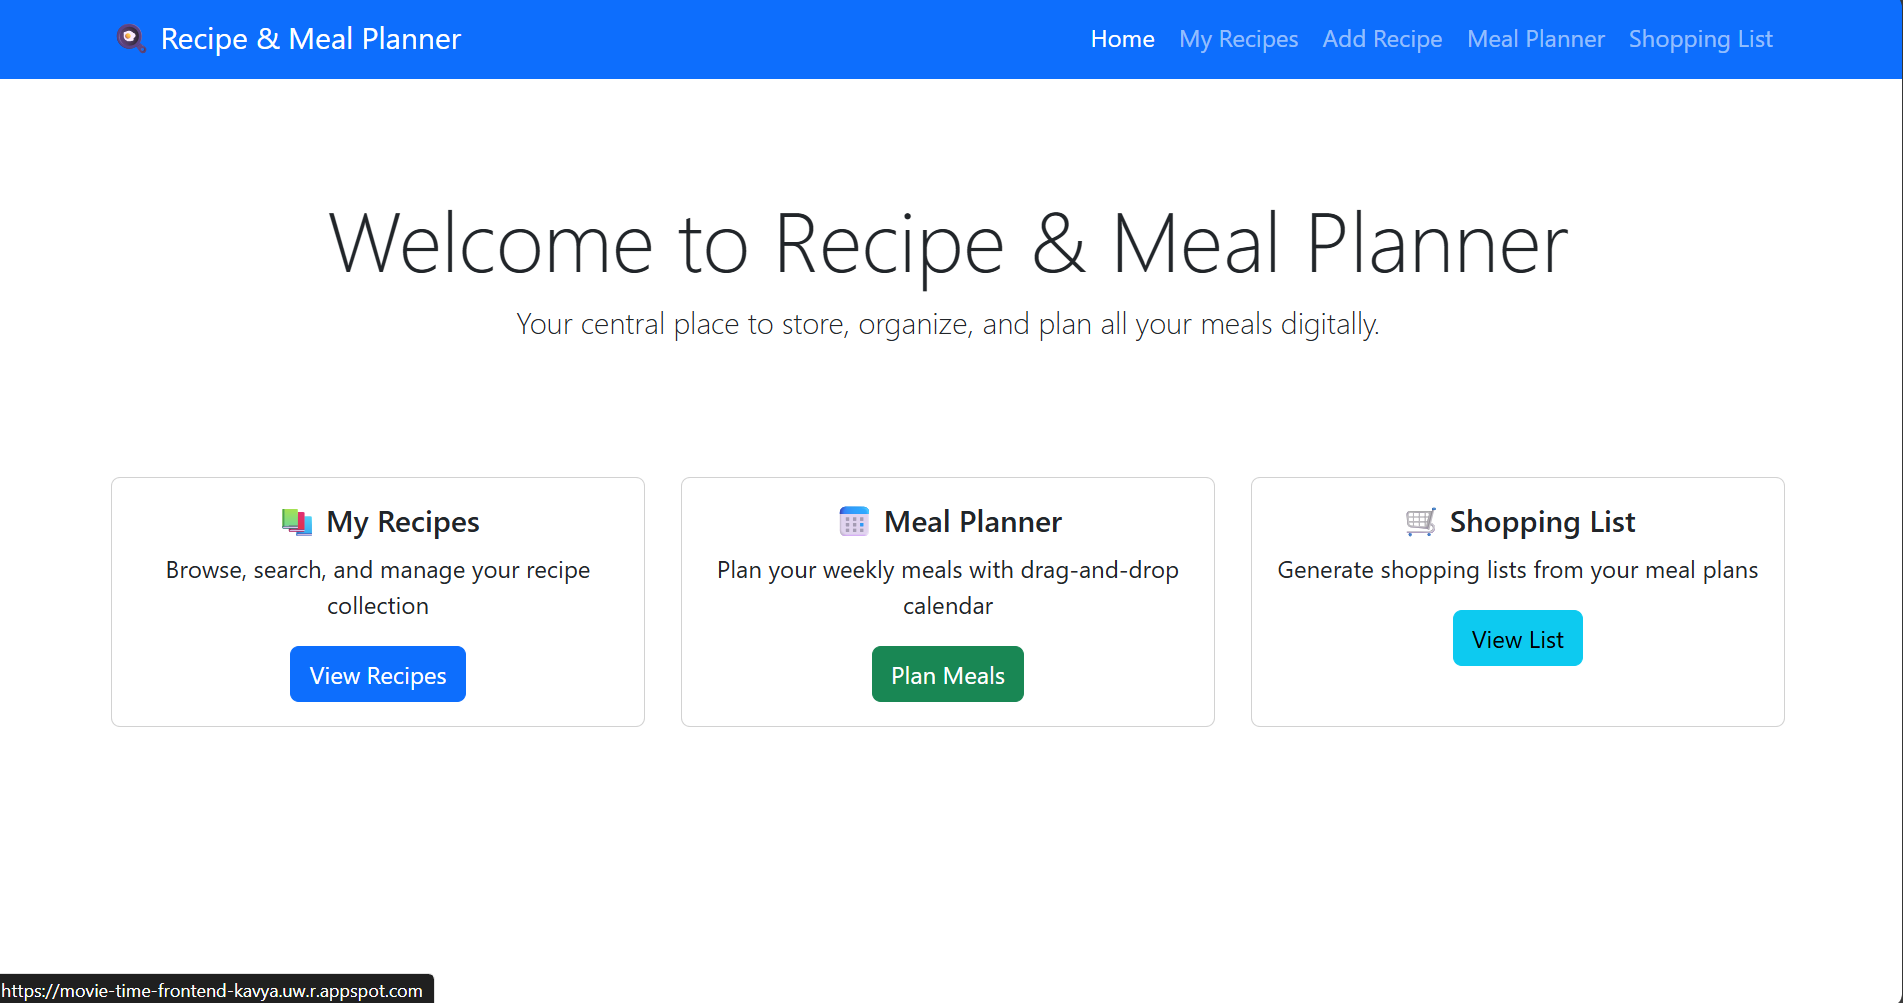 Recipe & Meal Planner
Home My Recipes Add Recipe Meal Planner Shopping List
Welcome to Recipe & Meal Planner
Your central place to store, organize, and plan all your meals digitally.
My Recipes
Browse, search, and manage your recipe
collection
View Recipes
Meal Planner
Plan your weekly meals with drag-and-drop
calendar
Plan Meals
Shopping List
Generate shopping lists from your meal plans
View List
https://movie-time-frontend-kavya.uw.r.appspot.com